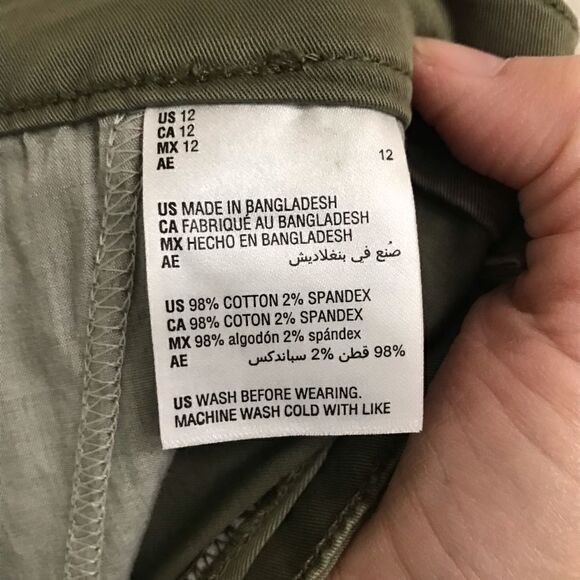 US 12
CA 12
MX 12
AE 12
US MADE IN BANGLADESH
CA FABRIQUÉ AU BANGLADESH
MX HECHO EN BANGLADESH
AE صُنع في بنغلاديش
US 98% COTTON 2% SPANDEX
CA 98% COTON 2% SPANDEX
MX 98% algodón 2% spándex
AE 98% قطن 2% سباندكس
US WASH BEFORE WEARING.
MACHINE WASH COLD WITH LIKE